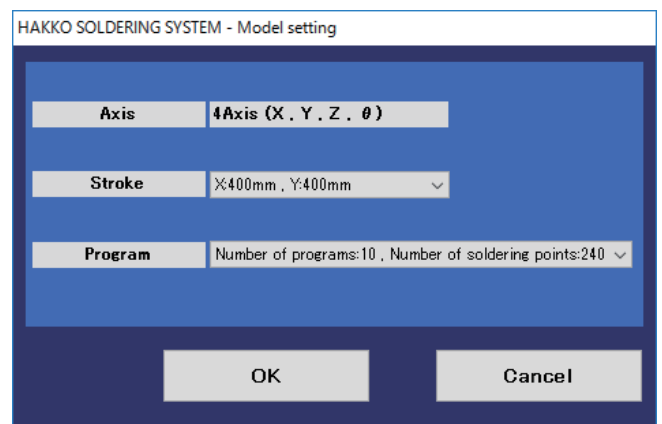 HAKKO SOLDERING SYSTEM - Model setting
Axis 4Axis (X , Y , Z , θ)
Stroke X:400mm , Y:400mm
Program Number of programs:10 , Number of soldering points:240
OK Cancel